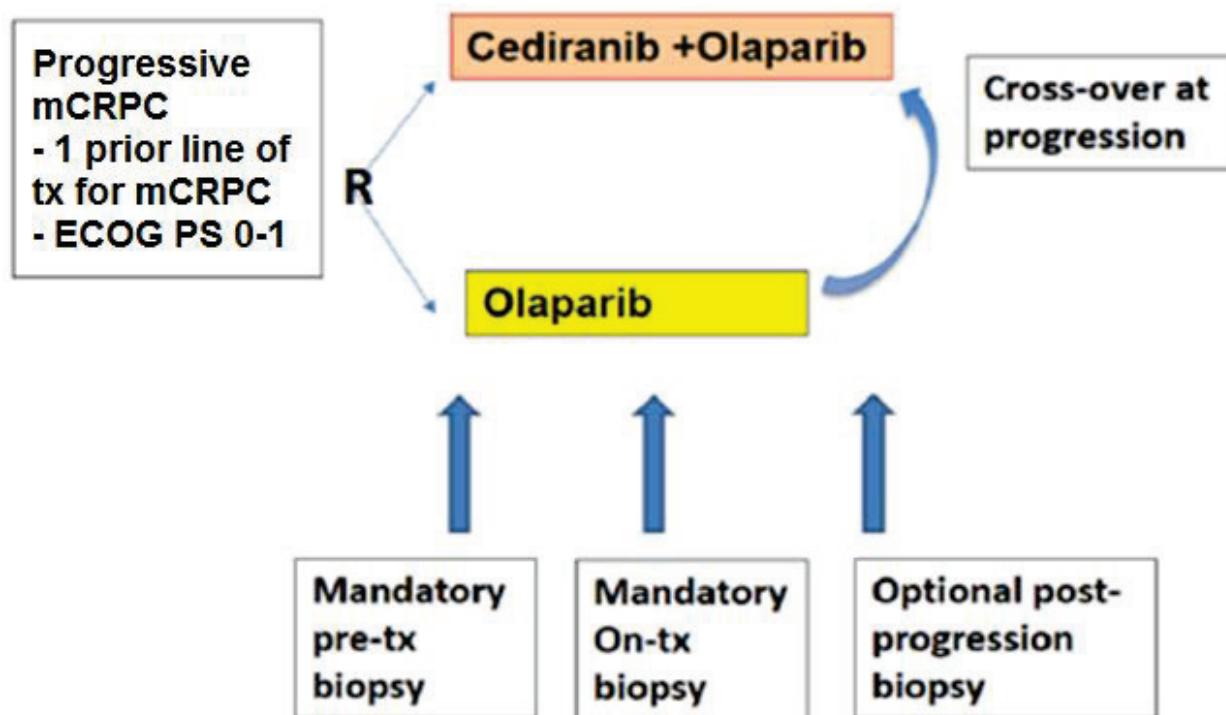 Progressive
mCRPC
- 1 prior line of
tx for mCRPC
- ECOG PS 0-1
R
Cediranib +Olaparib
Olaparib
Cross-over at
progression
Mandatory
pre-tx
biopsy
Mandatory
On-tx
biopsy
Optional post-
progression
biopsy